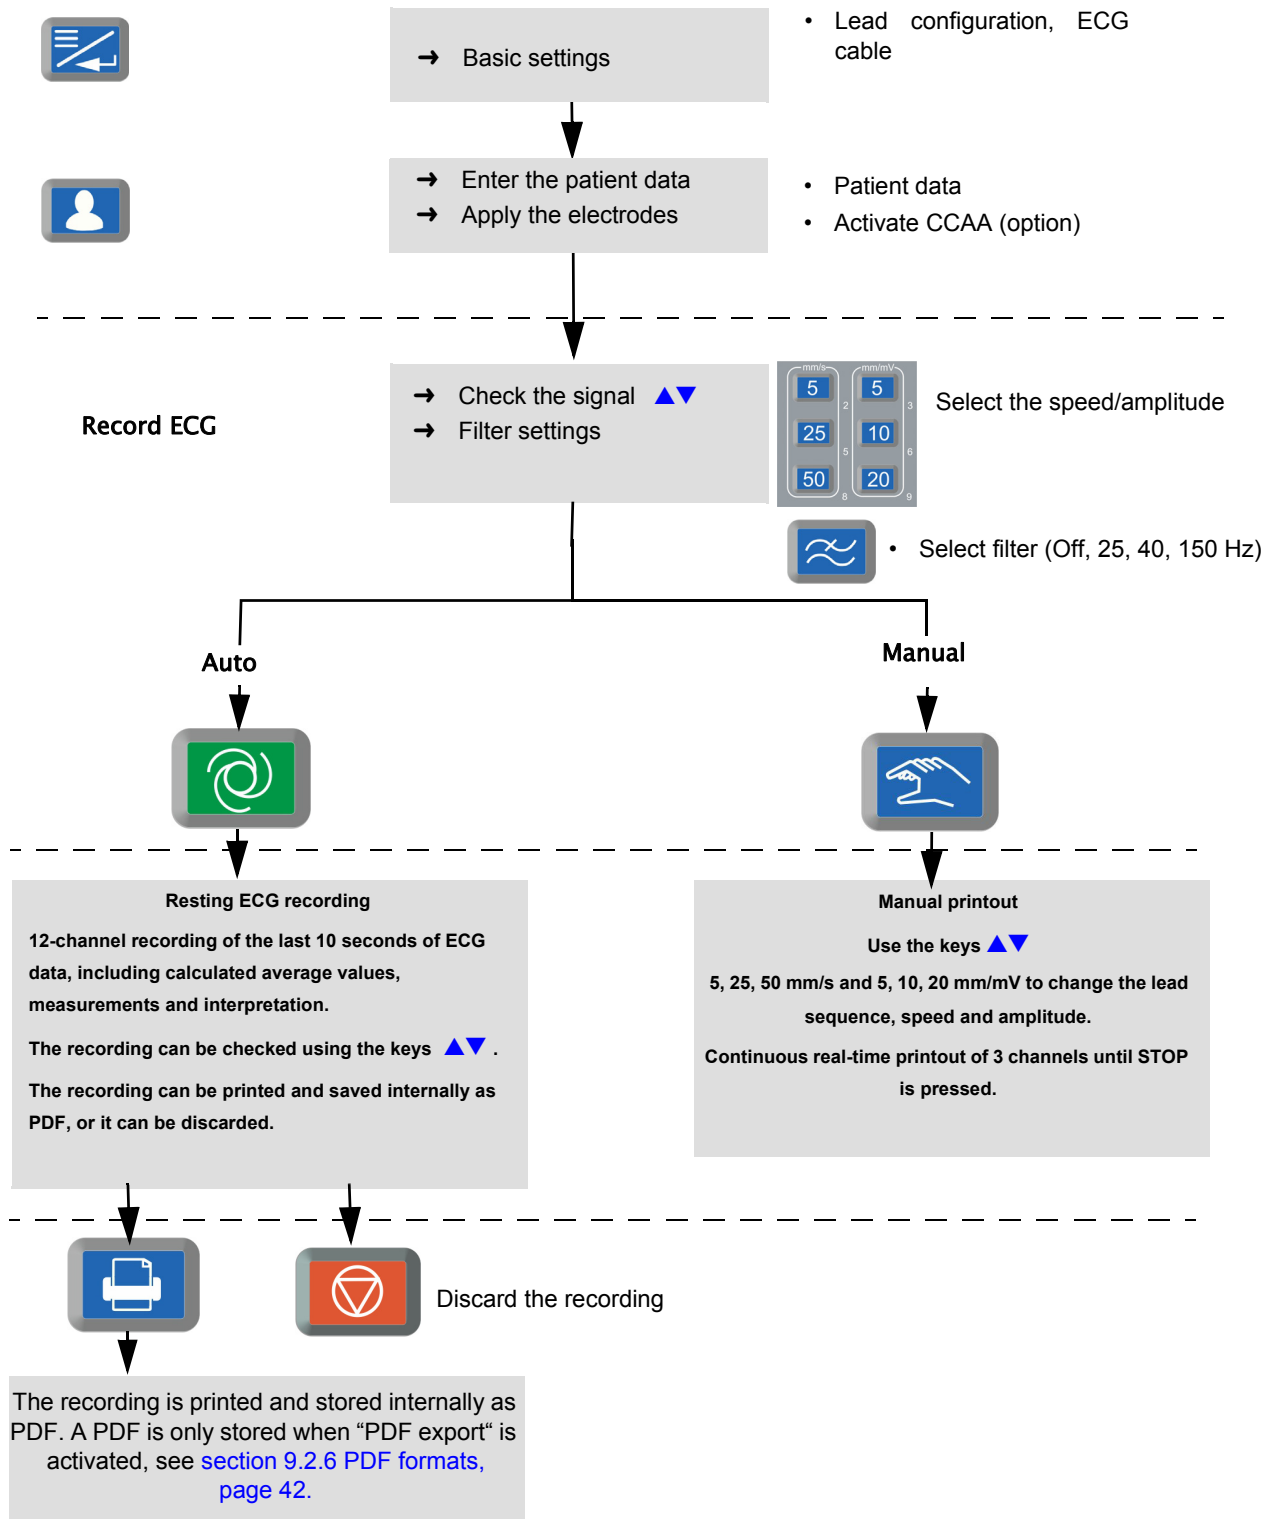 ➔ Basic settings
• Lead configuration, ECG
cable
➔ Enter the patient data
➔ Apply the electrodes
• Patient data
• Activate CCAA (option)
Record ECG
➔ Check the signal ▲▼
➔ Filter settings
mm/s mm/mV
5 2 5 3
25 5 10 6
50 8 20 9
Select the speed/amplitude
• Select filter (Off, 25, 40, 150 Hz)
Auto
Manual
Resting ECG recording
12-channel recording of the last 10 seconds of ECG
data, including calculated average values,
measurements and interpretation.
The recording can be checked using the keys ▲▼ .
The recording can be printed and saved internally as
PDF, or it can be discarded.
Manual printout
Use the keys ▲▼
5, 25, 50 mm/s and 5, 10, 20 mm/mV to change the lead
sequence, speed and amplitude.
Continuous real-time printout of 3 channels until STOP
is pressed.
Discard the recording
The recording is printed and stored internally as
PDF. A PDF is only stored when “PDF export“ is
activated, see section 9.2.6 PDF formats,
page 42.